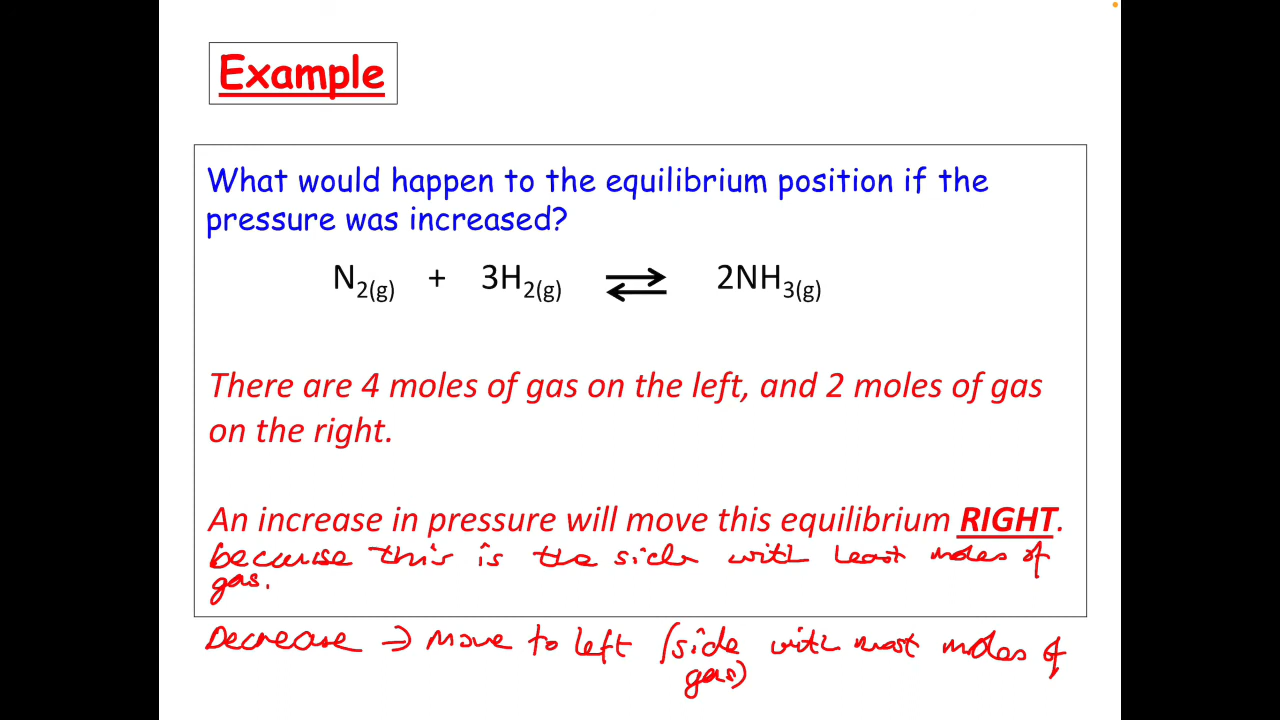 Example
What would happen to the equilibrium position if the
pressure was increased?
N₂(g) + 3H₂(g) ⇌ 2NH₃(g)
There are 4 moles of gas on the left, and 2 moles of gas
on the right.
An increase in pressure will move this equilibrium RIGHT.
because this is the side with least moles of
gas.
Decrease → Move to left (side with most moles of
gas)